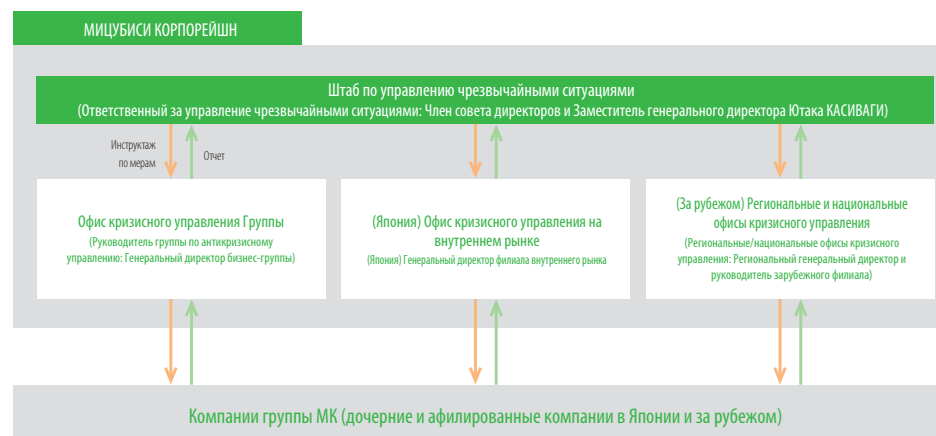 МИЦУБИСИ КОРПОРЕЙШН
Штаб по управлению чрезвычайными ситуациями
(Ответственный за управление чрезвычайными ситуациями: Член совета директоров и Заместитель генерального директора Ютака КАСИВАГИ)
Инструктаж
по мерам
Отчет
Офис кризисного управления Группы
(Руководитель группы по антикризисному
управлению: Генеральный директор бизнес-группы)
(Япония) Офис кризисного управления на
внутреннем рынке
(Япония) Генеральный директор филиала внутреннего рынка
(За рубежом) Региональные и национальные
офисы кризисного управления
(Региональные/национальные офисы кризисного
управления: Региональный генеральный директор и
руководитель зарубежного филиала)
Компании группы МК (дочерние и афилированные компании в Японии и за рубежом)